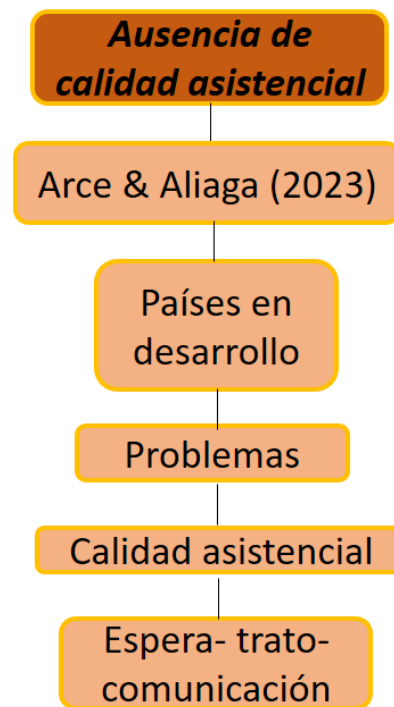 Ausencia de
calidad asistencial
Arce & Aliaga (2023)
Países en
desarrollo
Problemas
Calidad asistencial
Espera- trato-
comunicación